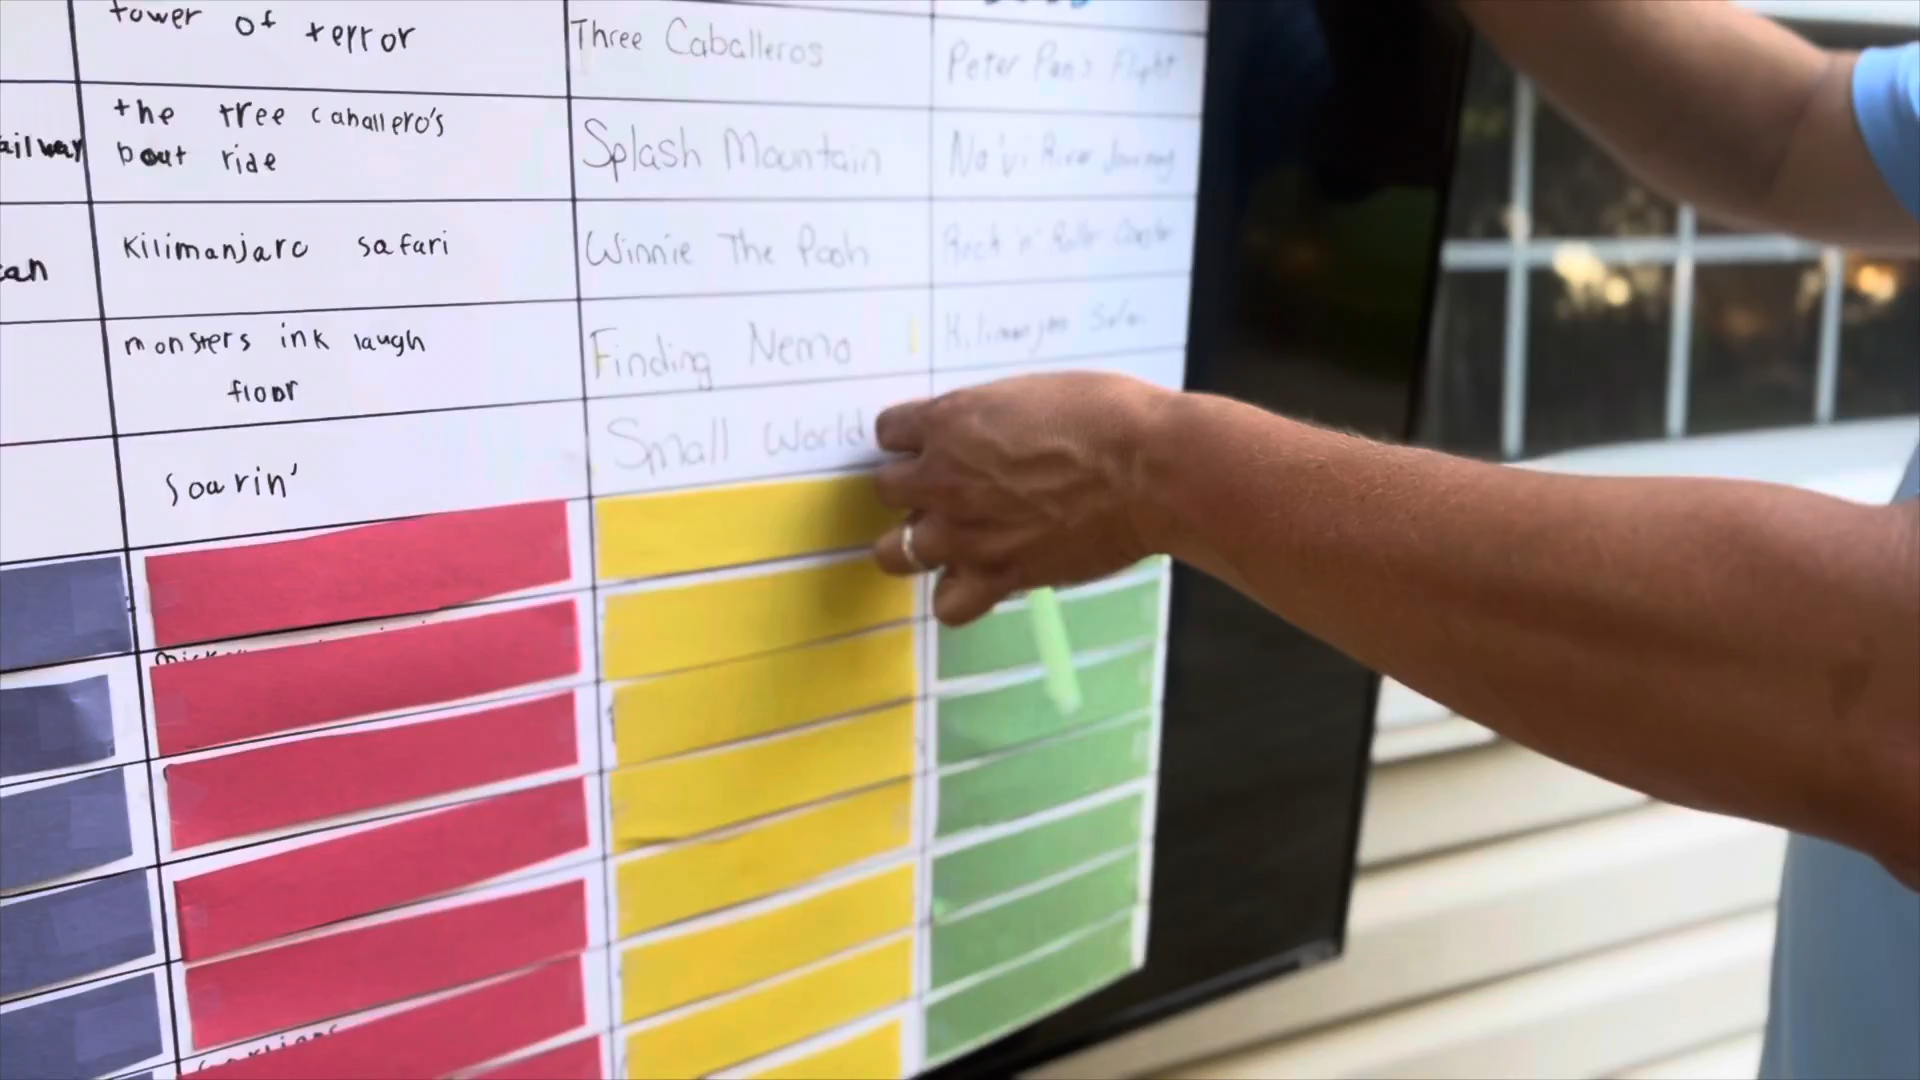 tower of terror
Three Caballeros
Peter Pan's Flight
ailway
the tree caballero's
bout ride
Splash Mountain
Na'vi River Journey
can
Kilimanjaro safari
Winnie The Pooh
Rock 'n' Roller Coaster
monsters ink laugh
floor
Finding Nemo
Kilimanjaro Safari
Soarin'
Small World